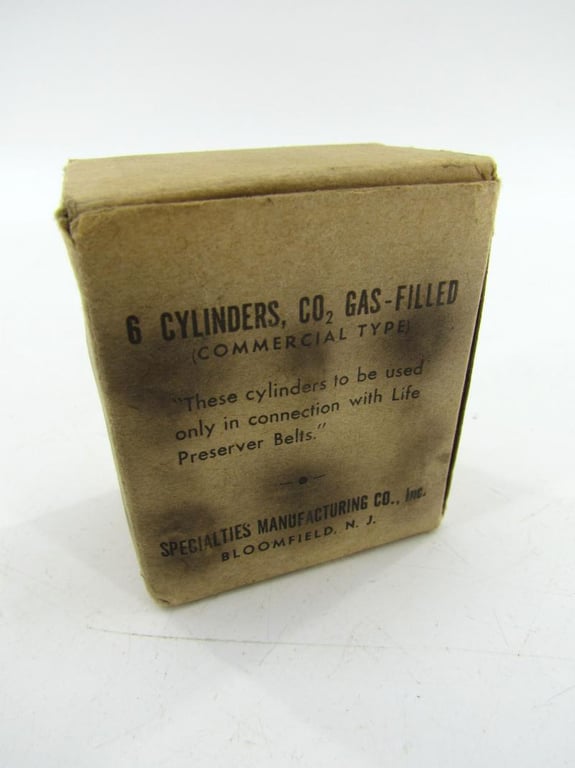 6 CYLINDERS, CO₂ GAS-FILLED
(COMMERCIAL TYPE)
"These cylinders to be used
only in connection with Life
Preserver Belts."
SPECIALTIES MANUFACTURING CO., Inc.
BLOOMFIELD, N. J.